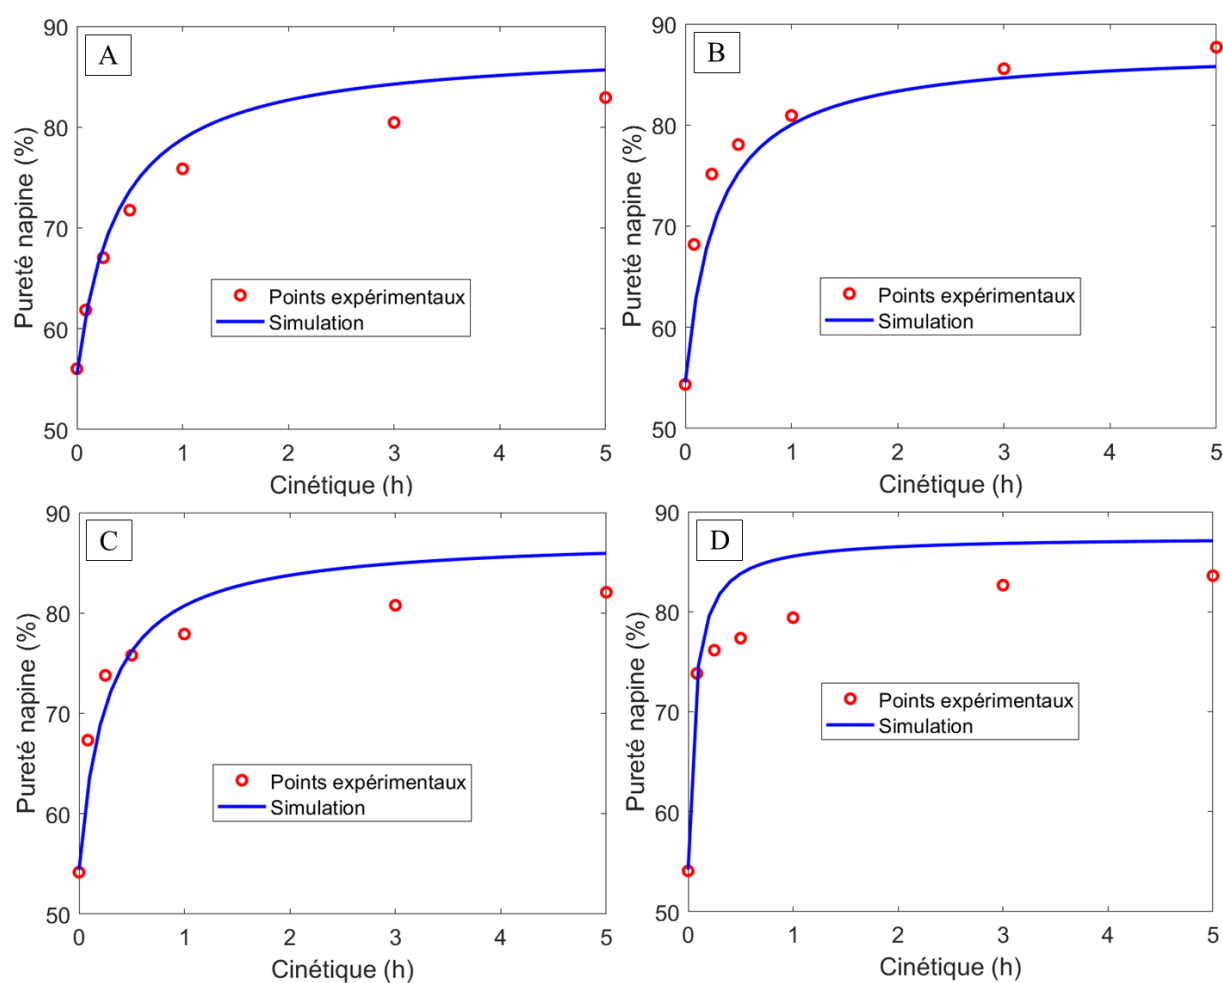 A
90
80
70
60
50
Pureté napine (%)
Points expérimentaux
Simulation
0 1 2 3 4 5
Cinétique (h)
B
90
80
70
60
50
Pureté napine (%)
Points expérimentaux
Simulation
0 1 2 3 4 5
Cinétique (h)
C
90
80
70
60
50
Pureté napine (%)
Points expérimentaux
Simulation
0 1 2 3 4 5
Cinétique (h)
D
90
80
70
60
50
Pureté napine (%)
Points expérimentaux
Simulation
0 1 2 3 4 5
Cinétique (h)